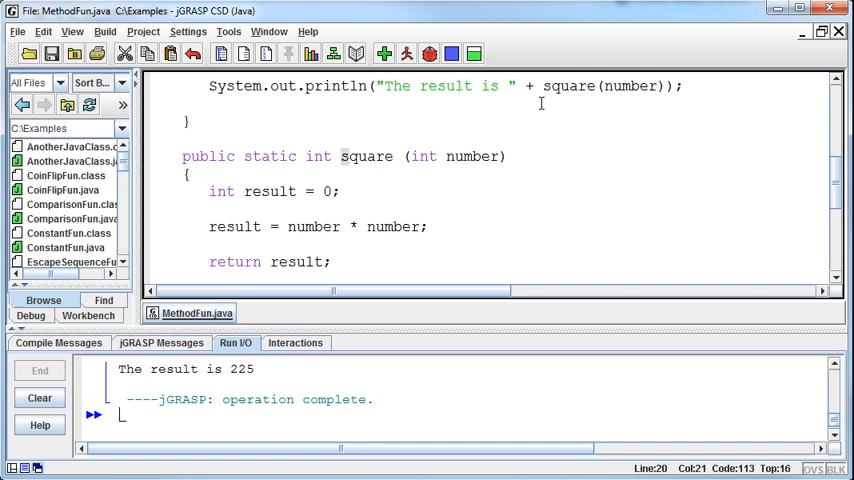 File: MethodFun.java C:\Examples - jGRASP CSD (Java)
File Edit View Build Project Settings Tools Window Help
All Files Sort B...
C:\Examples
AnotherJavaClass.c
AnotherJavaClass.ja
CoinFlipFun.class
CoinFlipFun.java
ComparisonFun.clas
ComparisonFun.java
ConstantFun.class
ConstantFun.java
EscapeSequenceFu
Browse Find
Debug Workbench
System.out.println("The result is " + square(number));
}
public static int square (int number)
{
int result = 0;
result = number * number;
return result;
MethodFun.java
Compile Messages jGRASP Messages Run I/O Interactions
End
Clear
Help
The result is 225
----jGRASP: operation complete.
Line:20 Col:21 Code:113 Top:16 OVS BLK